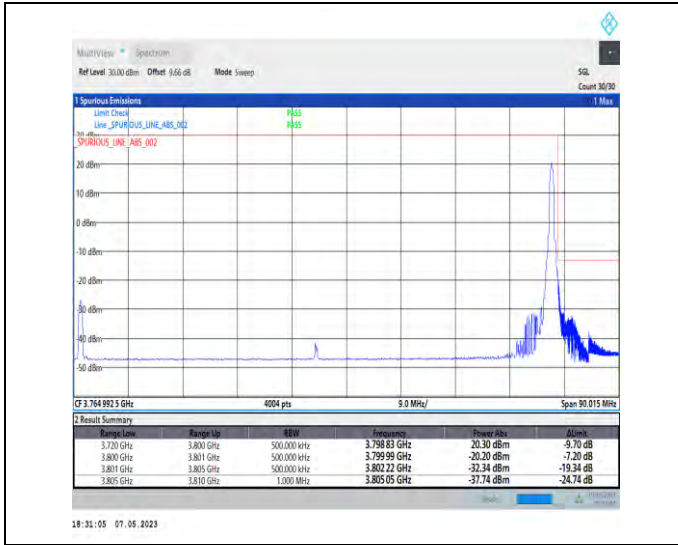 MultiView Spectrum
Ref Level 30.00 dBm Offset 9.66 dB Mode Sweep SGL
Count 30/30
1 Spurious Emissions 1 Max
Limit Check PASS
Line _SPURIOUS_LINE_ABS_002 PASS
_SPURIOUS_LINE_ABS_002
20 dBm
10 dBm
0 dBm
-10 dBm
-20 dBm
-30 dBm
-40 dBm
-50 dBm
CF 3.764 992 5 GHz 4004 pts 9.0 MHz/ Span 90.015 MHz
2 Result Summary
Range Low Range Up RBW Frequency Power Abs ΔLimit
3.720 GHz 3.800 GHz 500.000 kHz 3.798 83 GHz 20.30 dBm -9.70 dB
3.800 GHz 3.801 GHz 500.000 kHz 3.799 99 GHz -20.20 dBm -7.20 dB
3.801 GHz 3.805 GHz 500.000 kHz 3.802 22 GHz -32.34 dBm -19.34 dB
3.805 GHz 3.810 GHz 1.000 MHz 3.805 05 GHz -37.74 dBm -24.74 dB
18:31:05 07.05.2023